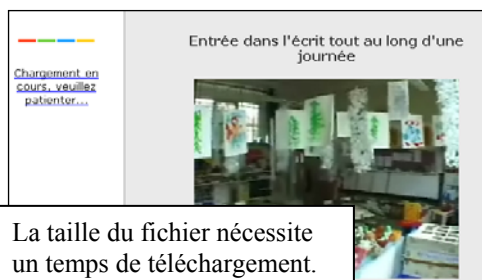 Entrée dans l'écrit tout au long d'une
journée
Chargement en
cours, veuillez
patienter...
La taille du fichier nécessite
un temps de téléchargement.